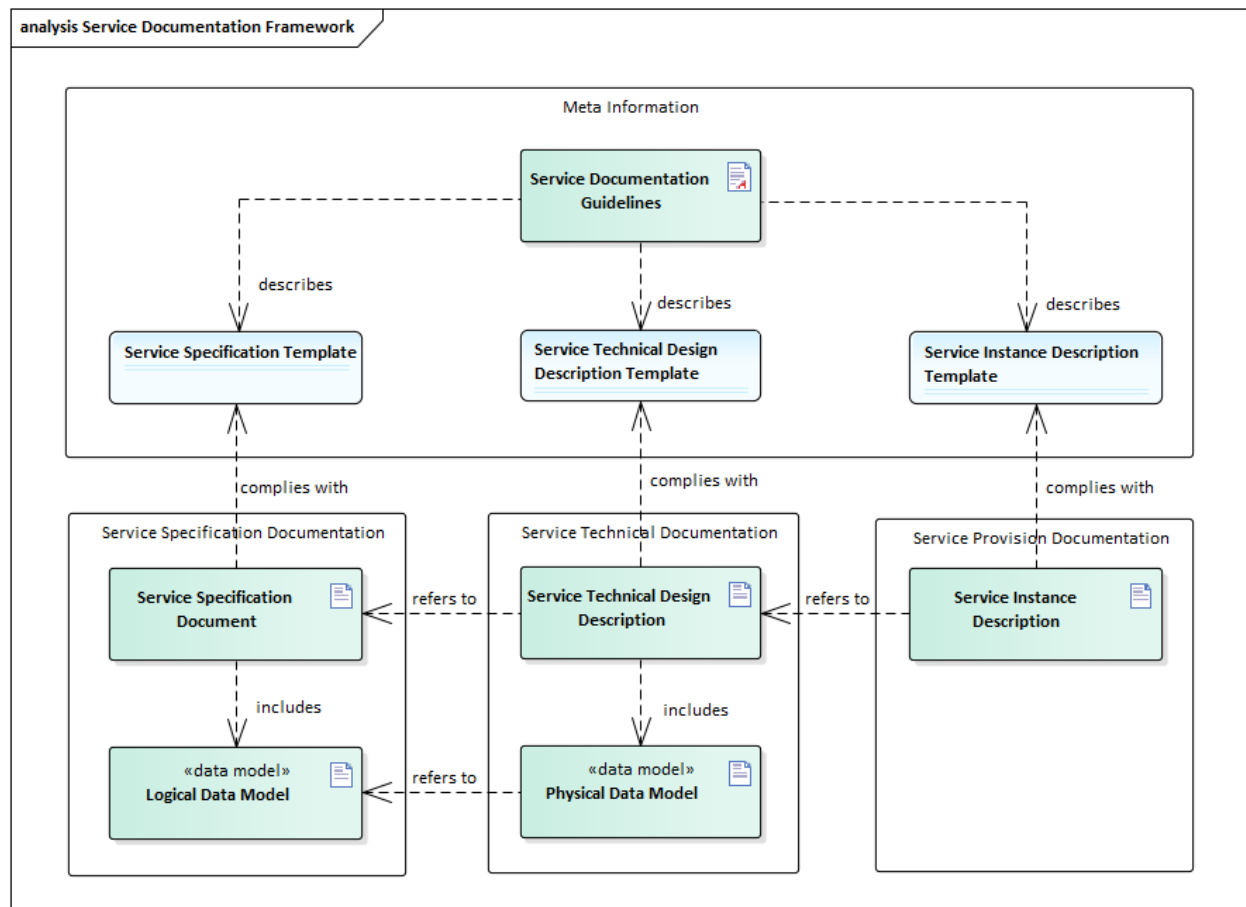 analysis Service Documentation Framework
Meta Information
Service Documentation
Guidelines
describes
describes
describes
Service Specification Template
Service Technical Design
Description Template
Service Instance Description
Template
complies with
complies with
complies with
Service Specification Documentation
Service Technical Documentation
Service Provision Documentation
Service Specification
Document
refers to
Service Technical Design
Description
refers to
Service Instance
Description
includes
includes
«data model»
Logical Data Model
refers to
«data model»
Physical Data Model